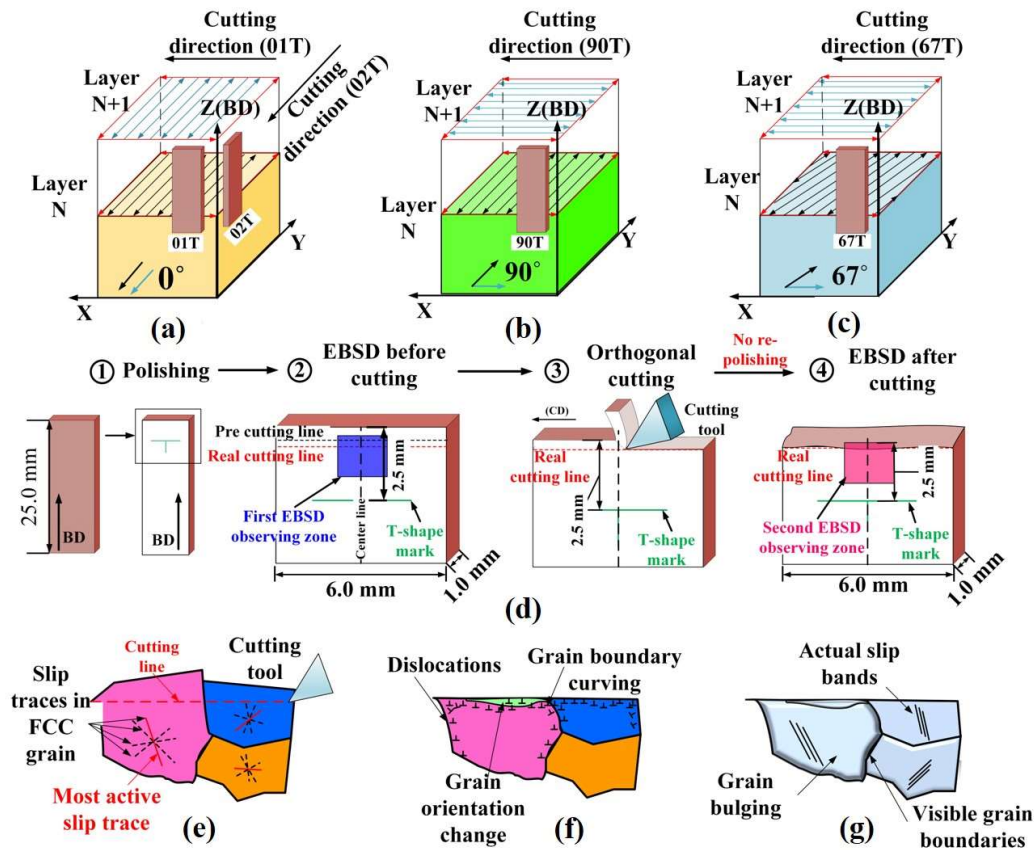 Cutting
direction (01T)
Layer
N+1
Z(BD)
Cutting
direction (02T)
Layer
N
01T
02T
Y
0°
X
(a)
Cutting
direction (90T)
Layer
N+1
Z(BD)
Layer
N
90T
Y
90°
X
(b)
Cutting
direction (67T)
Layer
N+1
Z(BD)
Layer
N
67T
Y
67°
X
(c)
1 Polishing
2 EBSD before
cutting
3 Orthogonal
cutting
No re-
polishing
4 EBSD after
cutting
25.0 mm
BD
BD
Pre cutting line
Real cutting line
2.5 mm
First EBSD
observing zone
Center line
T-shape
mark
6.0 mm
1.0 mm
(CD)
Cutting
tool
Real
cutting line
2.5 mm
T-shape
mark
Real
cutting line
2.5 mm
Second EBSD
observing zone
T-shape
mark
6.0 mm
1.0 mm
(d)
Cutting
line
Cutting
tool
Slip
traces in
FCC
grain
Most active
slip trace
(e)
Dislocations
Grain boundary
curving
Grain
orientation
change
(f)
Actual slip
bands
Grain
bulging
Visible grain
boundaries
(g)